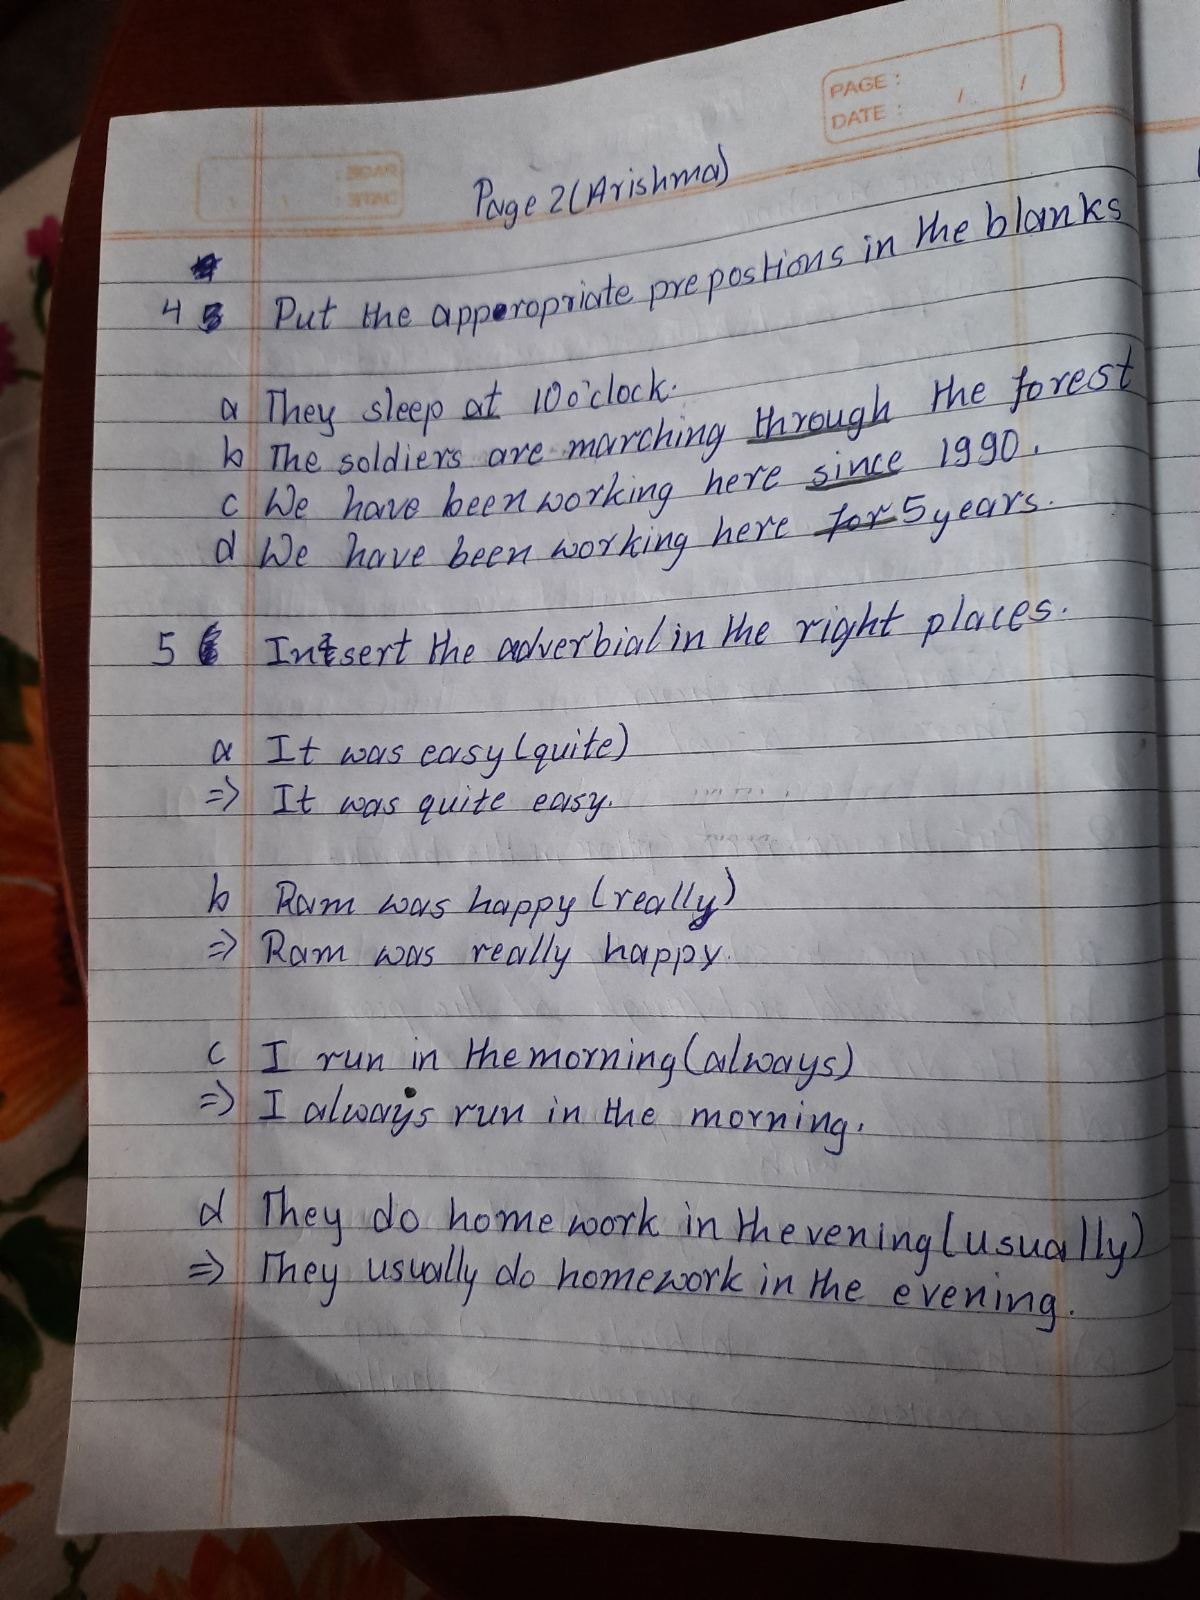 PAGE :
DATE : / /
Page 2 (Arishma)
4 Put the apporopriate prepostions in the blanks
a They sleep at 10 o'clock.
b The soldiers are marching through the forest
c We have been working here since 1990.
d We have been working here for 5 years.
5 Insert the adverbial in the right places.
a It was easy (quite)
=> It was quite easy.
b Ram was happy (really)
=> Ram was really happy.
c I run in the morning (always)
=> I always run in the morning.
d They do home work in the vening (usually)
=> They usually do homework in the evening.